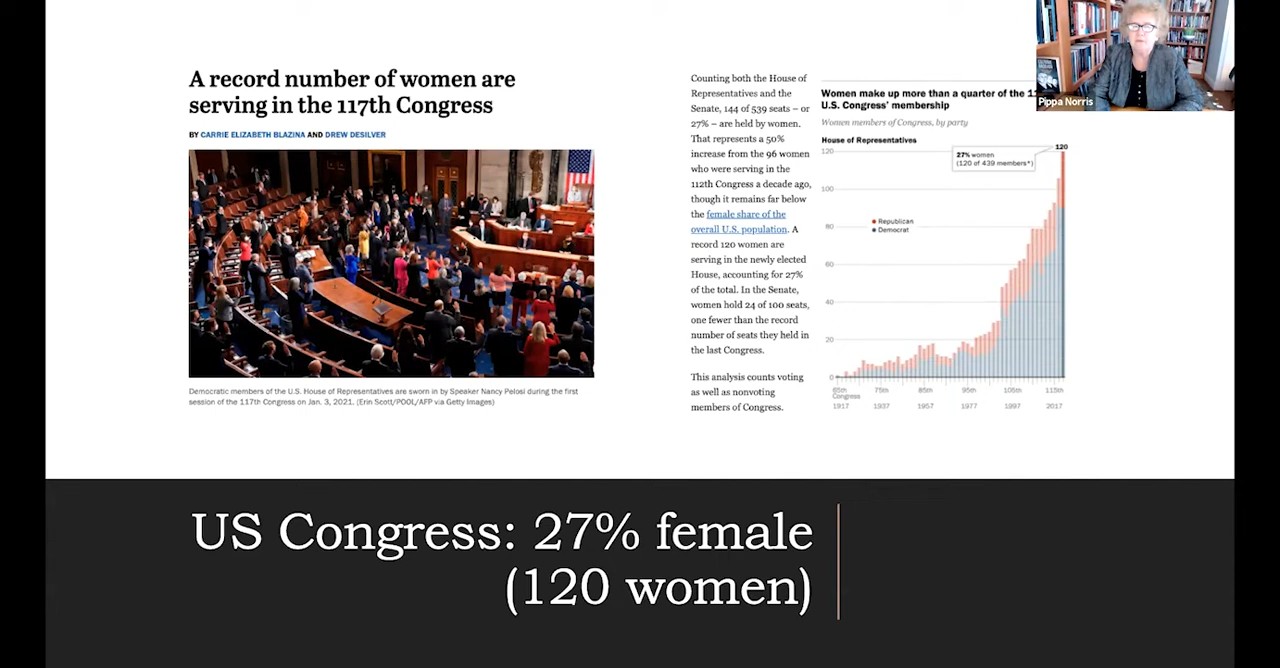 A record number of women are
serving in the 117th Congress
BY CARRIE ELIZABETH BLAZINA AND DREW DESILVER
Democratic members of the U.S. House of Representatives are sworn in by Speaker Nancy Pelosi during the first
session of the 117th Congress on Jan. 3, 2021. (Erin Scott/POOL/AFP via Getty Images)
Counting both the House of
Representatives and the
Senate, 144 of 539 seats – or
27% – are held by women.
That represents a 50%
increase from the 96 women
who were serving in the
112th Congress a decade ago,
though it remains far below
the female share of the
overall U.S. population. A
record 120 women are
serving in the newly elected
House, accounting for 27%
of the total. In the Senate,
women hold 24 of 100 seats,
one fewer than the record
number of seats they held in
the last Congress.
This analysis counts voting
as well as nonvoting
members of Congress.
Women make up more than a quarter of the
U.S. Congress' membership
Women members of Congress, by party
House of Representatives
120
27% women
(120 of 439 members*)
120
100
Republican
Democrat
80
60
40
20
0
65th
Congress
75th
85th
95th
105th
115th
1917
1937
1957
1977
1997
2017
Pippa Norris
US Congress: 27% female
(120 women)